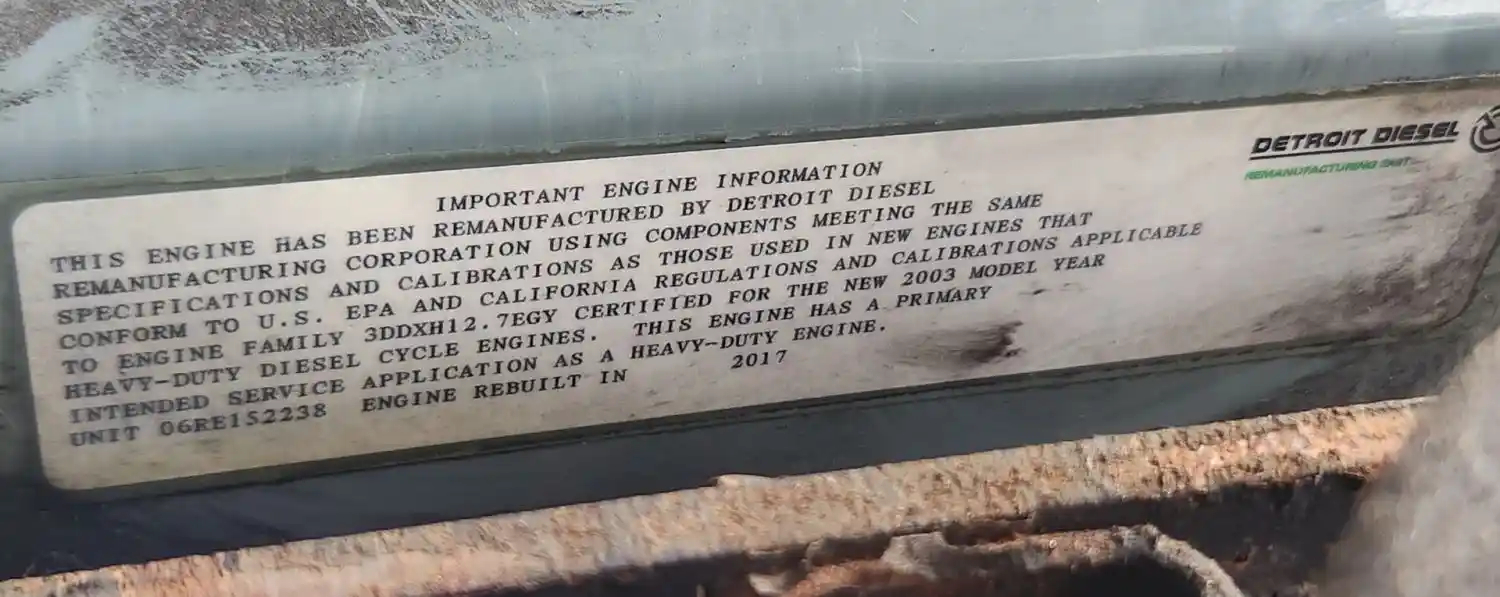 DETROIT DIESEL
REMANUFACTURING
IMPORTANT ENGINE INFORMATION
THIS ENGINE HAS BEEN REMANUFACTURED BY DETROIT DIESEL
REMANUFACTURING CORPORATION USING COMPONENTS MEETING THE SAME
SPECIFICATIONS AND CALIBRATIONS AS THOSE USED IN NEW ENGINES THAT
CONFORM TO U.S. EPA AND CALIFORNIA REGULATIONS AND CALIBRATIONS APPLICABLE
TO ENGINE FAMILY 3DDXH12.7EGY CERTIFIED FOR THE NEW 2003 MODEL YEAR
HEAVY-DUTY DIESEL CYCLE ENGINES. THIS ENGINE HAS A PRIMARY
INTENDED SERVICE APPLICATION AS A HEAVY-DUTY ENGINE.
UNIT 06RE152238 ENGINE REBUILT IN 2017